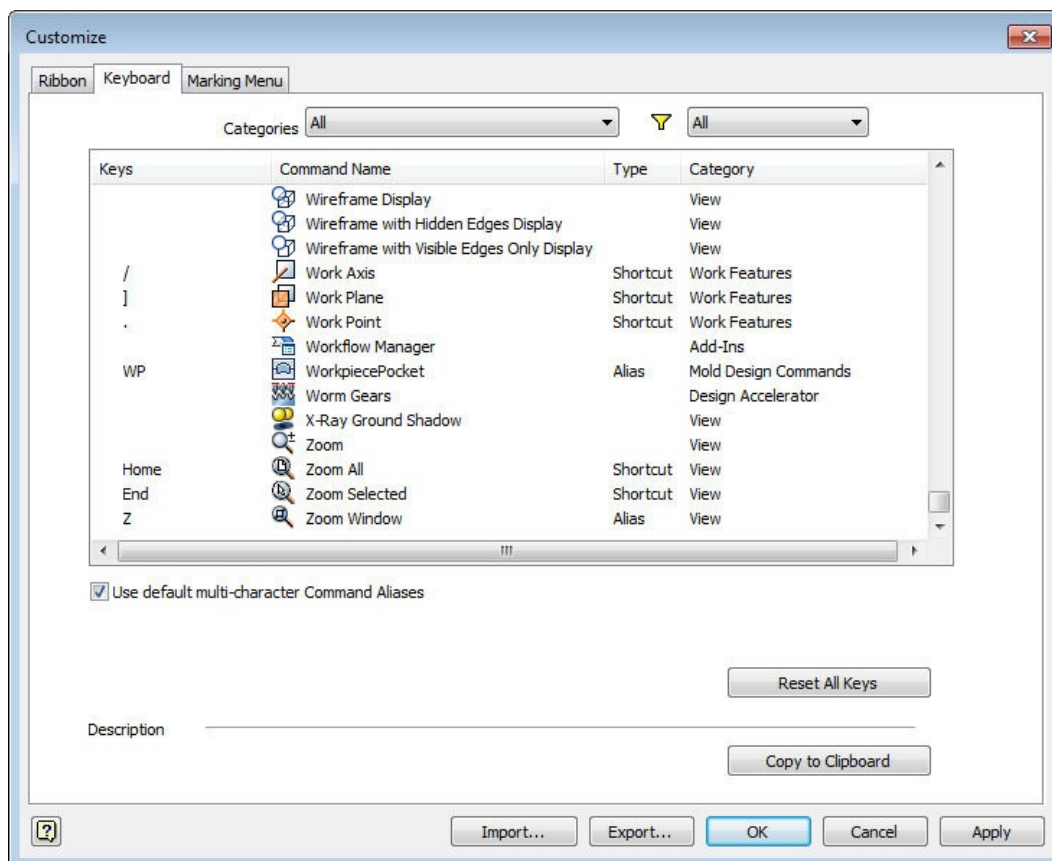 Customize
Ribbon Keyboard Marking Menu
Categories All All
Keys Command Name Type Category
Wireframe Display View
Wireframe with Hidden Edges Display View
Wireframe with Visible Edges Only Display View
/ Work Axis Shortcut Work Features
] Work Plane Shortcut Work Features
. Work Point Shortcut Work Features
Workflow Manager Add-Ins
WP WorkpiecePocket Alias Mold Design Commands
Worm Gears Design Accelerator
X-Ray Ground Shadow View
Zoom View
Home Zoom All Shortcut View
End Zoom Selected Shortcut View
Z Zoom Window Alias View
Use default multi-character Command Aliases
Reset All Keys
Description
Copy to Clipboard
Import... Export... OK Cancel Apply